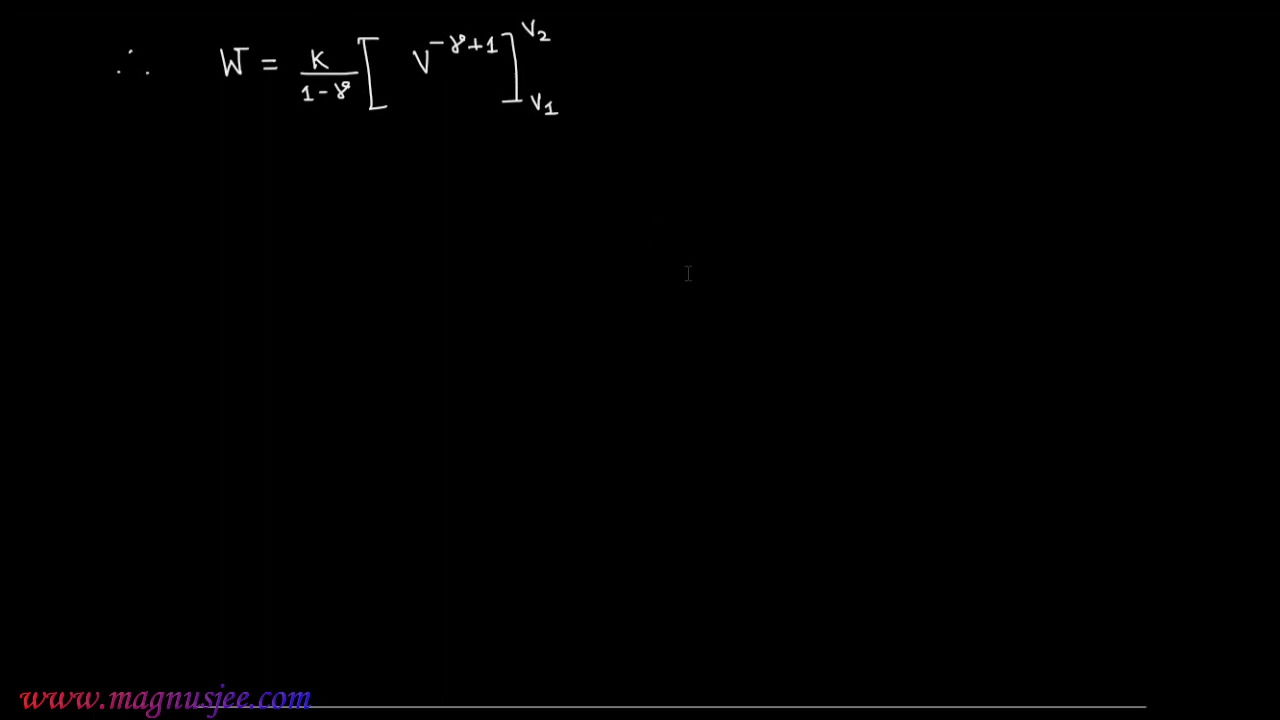 ∴ W = K/(1-γ) [ V^(-γ+1) ]_{V1}^{V2}
www.magnusjee.com